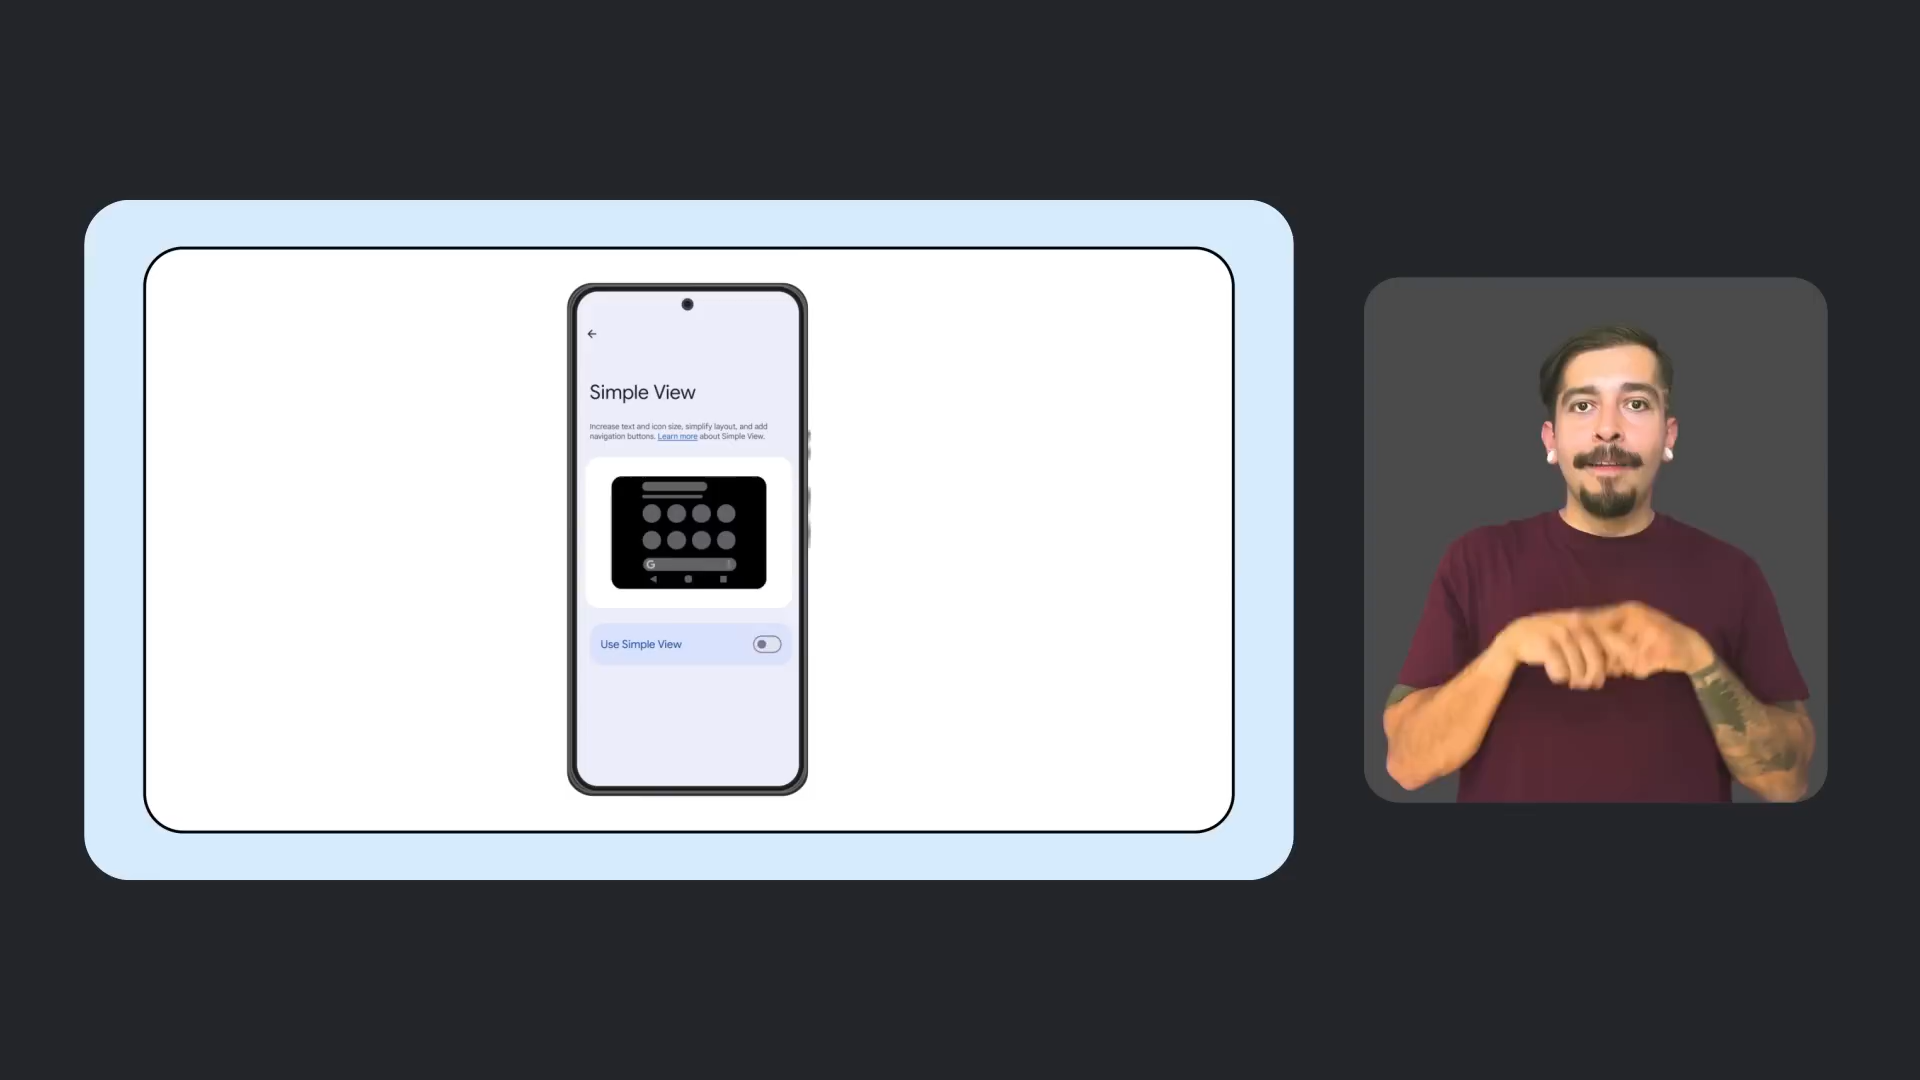 Simple View
Increase text and icon size, simplify layout, and add
navigation buttons. Learn more about Simple View.
G
Use Simple View